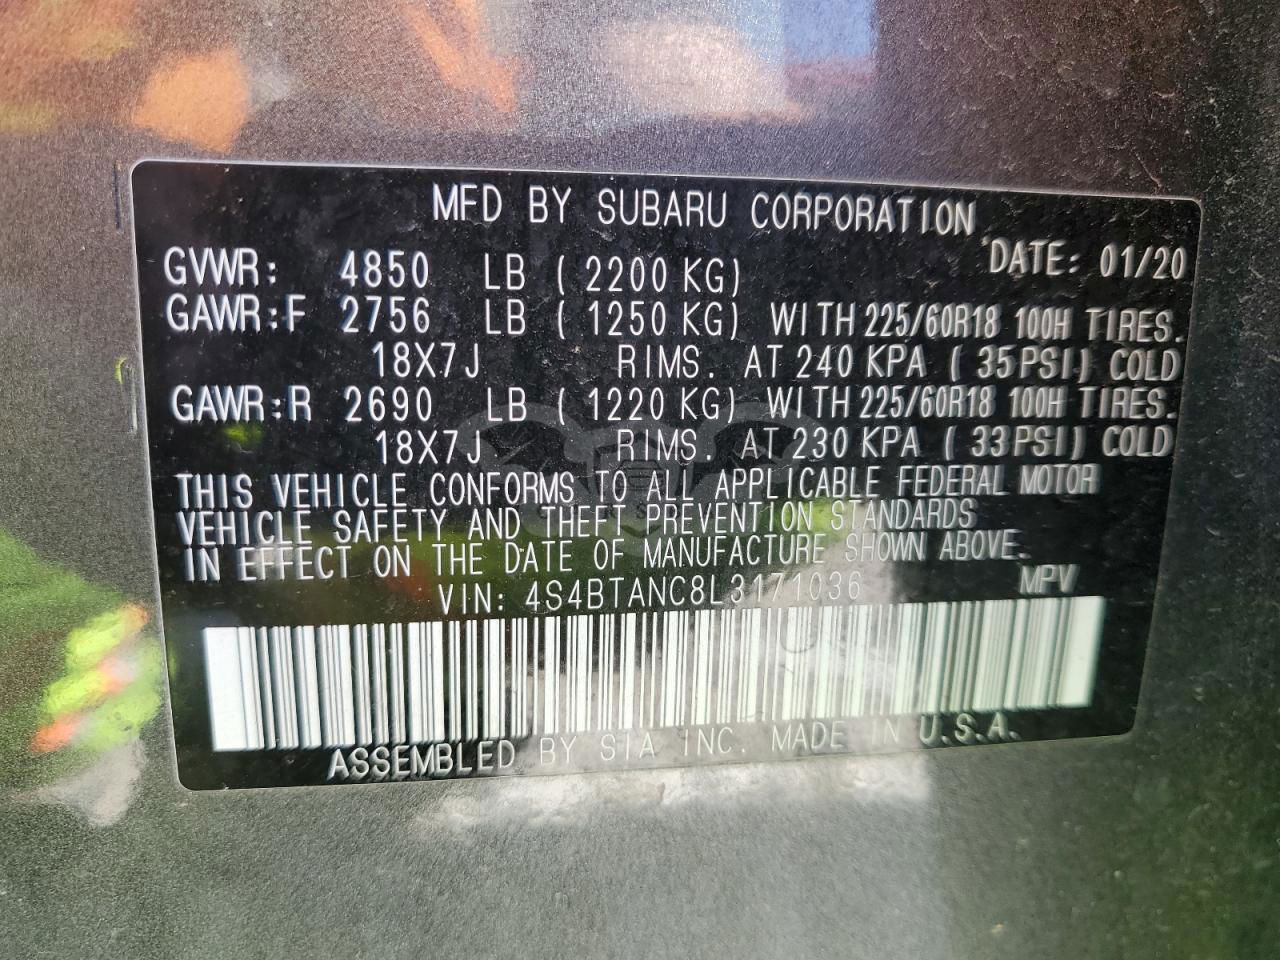 MFD BY SUBARU CORPORATION
DATE: 01/20
GVWR: 4850 LB ( 2200 KG)
GAWR:F 2756 LB ( 1250 KG) WITH 225/60R18 100H TIRES.
18X7J RIMS. AT 240 KPA ( 35PSI) COLD
GAWR:R 2690 LB ( 1220 KG) WITH 225/60R18 100H TIRES.
18X7J RIMS. AT 230 KPA ( 33PSI) COLD
THIS VEHICLE CONFORMS TO ALL APPLICABLE FEDERAL MOTOR
VEHICLE SAFETY AND THEFT PREVENTION STANDARDS
IN EFFECT ON THE DATE OF MANUFACTURE SHOWN ABOVE.
VIN: 4S4BTANC8L3171036 MPV
ASSEMBLED BY SIA INC. MADE IN U.S.A.